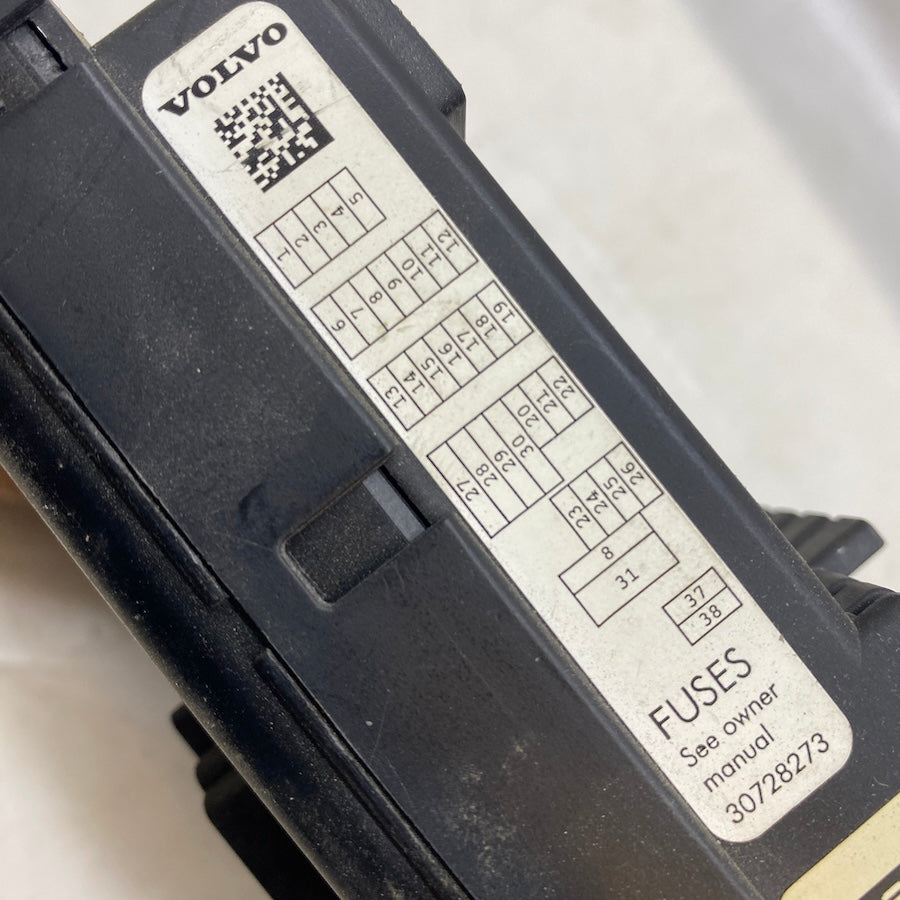 VOLVO
1 2 3 4 5
6 7 8 9 10 11 12
13 14 15 16 17 18 19
27 28 29 30 20 21 22
23 24 25 26
8
31
37
38
FUSES
See owner
manual
30728273